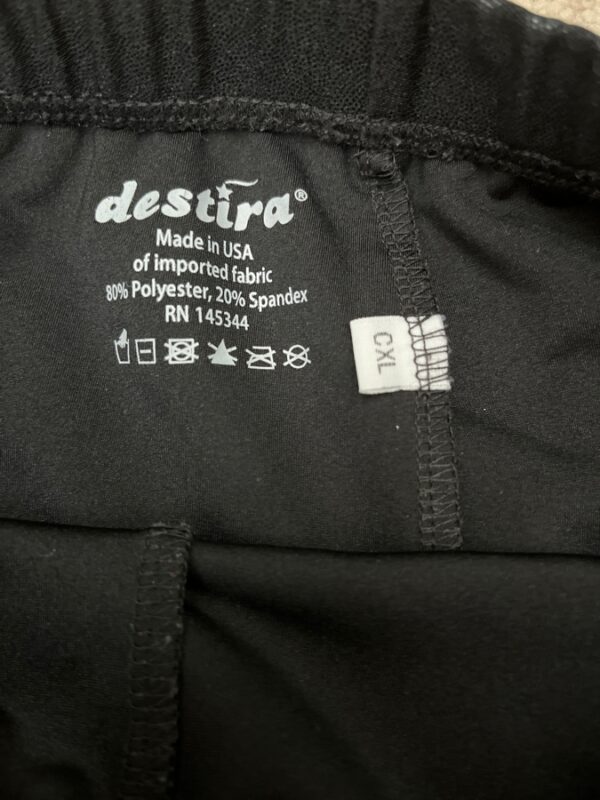 destira®
Made in USA
of imported fabric
80% Polyester, 20% Spandex
RN 145344
CXL